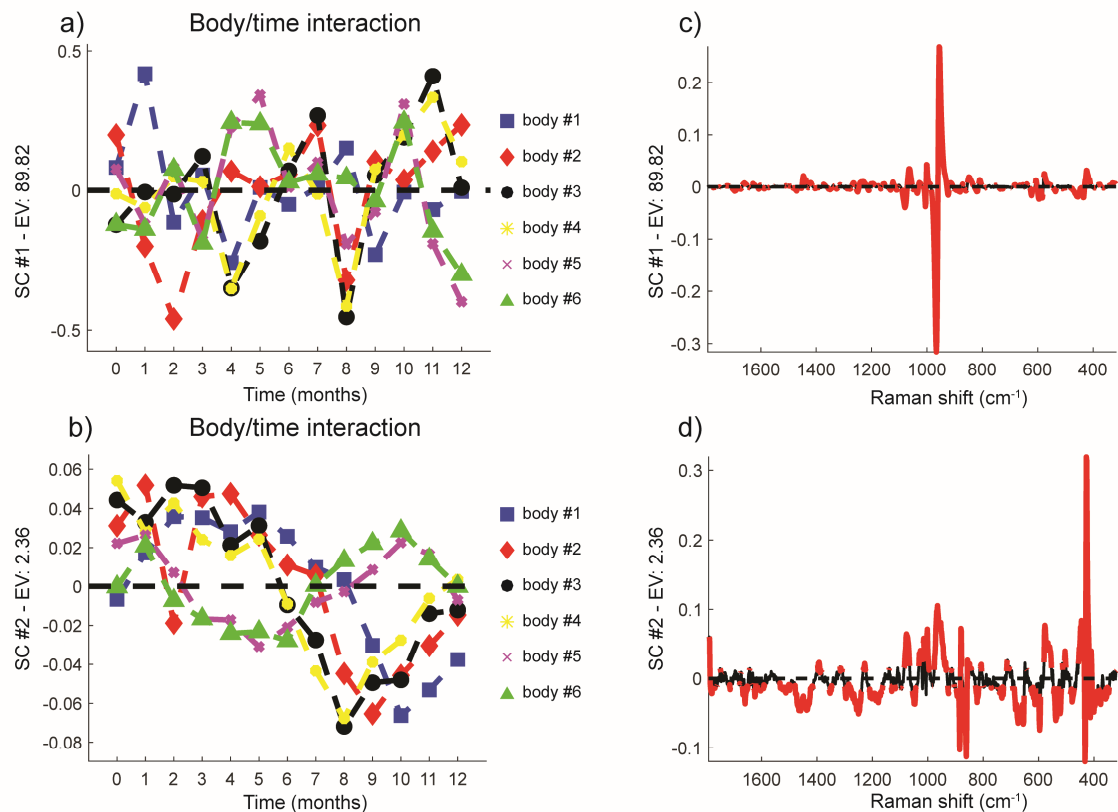 a)
Body/time interaction
0.5
0
-0.5
SC #1 - EV: 89.82
0 1 2 3 4 5 6 7 8 9 10 11 12
Time (months)
body #1
body #2
body #3
body #4
body #5
body #6
c)
0.2
0.1
0
-0.1
-0.2
-0.3
SC #1 - EV: 89.82
1600 1400 1200 1000 800 600 400
Raman shift (cm⁻¹)
b)
Body/time interaction
0.06
0.04
0.02
0
-0.02
-0.04
-0.06
-0.08
SC #2 - EV: 2.36
0 1 2 3 4 5 6 7 8 9 10 11 12
Time (months)
body #1
body #2
body #3
body #4
body #5
body #6
d)
0.3
0.2
0.1
0
-0.1
SC #2 - EV: 2.36
1600 1400 1200 1000 800 600 400
Raman shift (cm⁻¹)